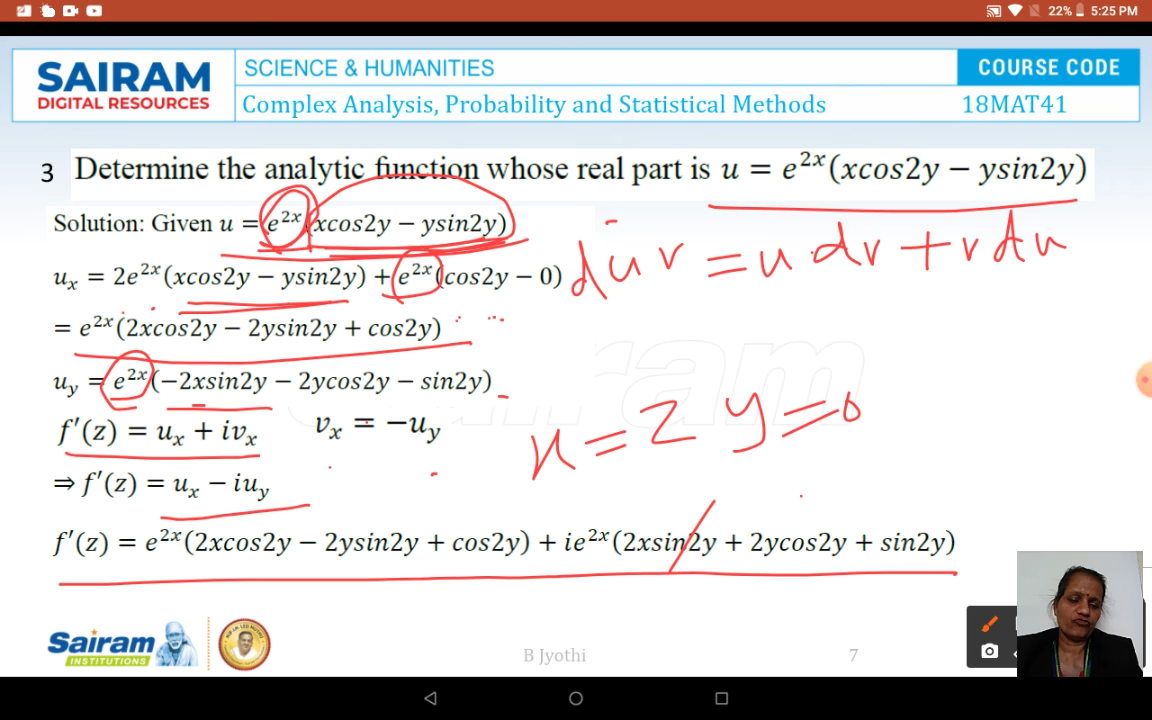 22% 5:25 PM
SAIRAM
DIGITAL RESOURCES
SCIENCE & HUMANITIES
COURSE CODE
Complex Analysis, Probability and Statistical Methods
18MAT41
3 Determine the analytic function whose real part is u = e^{2x}(xcos2y − ysin2y)
Solution: Given u = e^{2x}(xcos2y − ysin2y)
u_x = 2e^{2x}(xcos2y − ysin2y) + e^{2x}(cos2y − 0)
d uv = u dv + v du
= e^{2x}(2xcos2y − 2ysin2y + cos2y)
u_y = e^{2x}(−2xsin2y − 2ycos2y − sin2y)
f′(z) = u_x + iv_x
v_x = −u_y
x = z y = 0
⇒ f′(z) = u_x − iu_y
f′(z) = e^{2x}(2xcos2y − 2ysin2y + cos2y) + ie^{2x}(2xsin2y + 2ycos2y + sin2y)
Sairam
INSTITUTIONS
B Jyothi
7